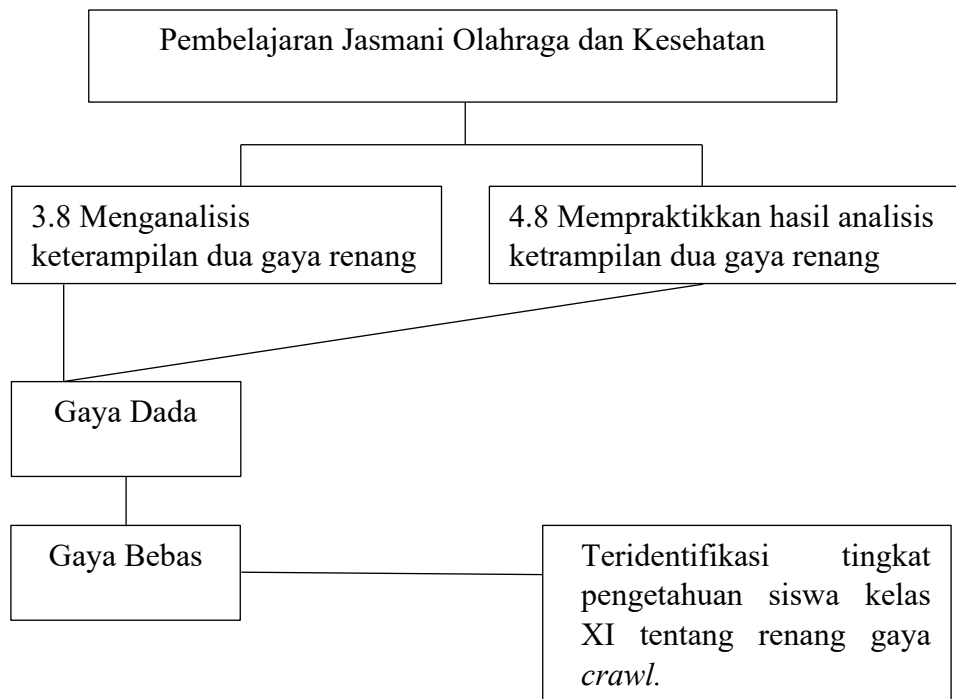 Pembelajaran Jasmani Olahraga dan Kesehatan
3.8 Menganalisis
keterampilan dua gaya renang
4.8 Mempraktikkan hasil analisis
ketrampilan dua gaya renang
Gaya Dada
Gaya Bebas
Teridentifikasi tingkat
pengetahuan siswa kelas
XI tentang renang gaya
crawl.